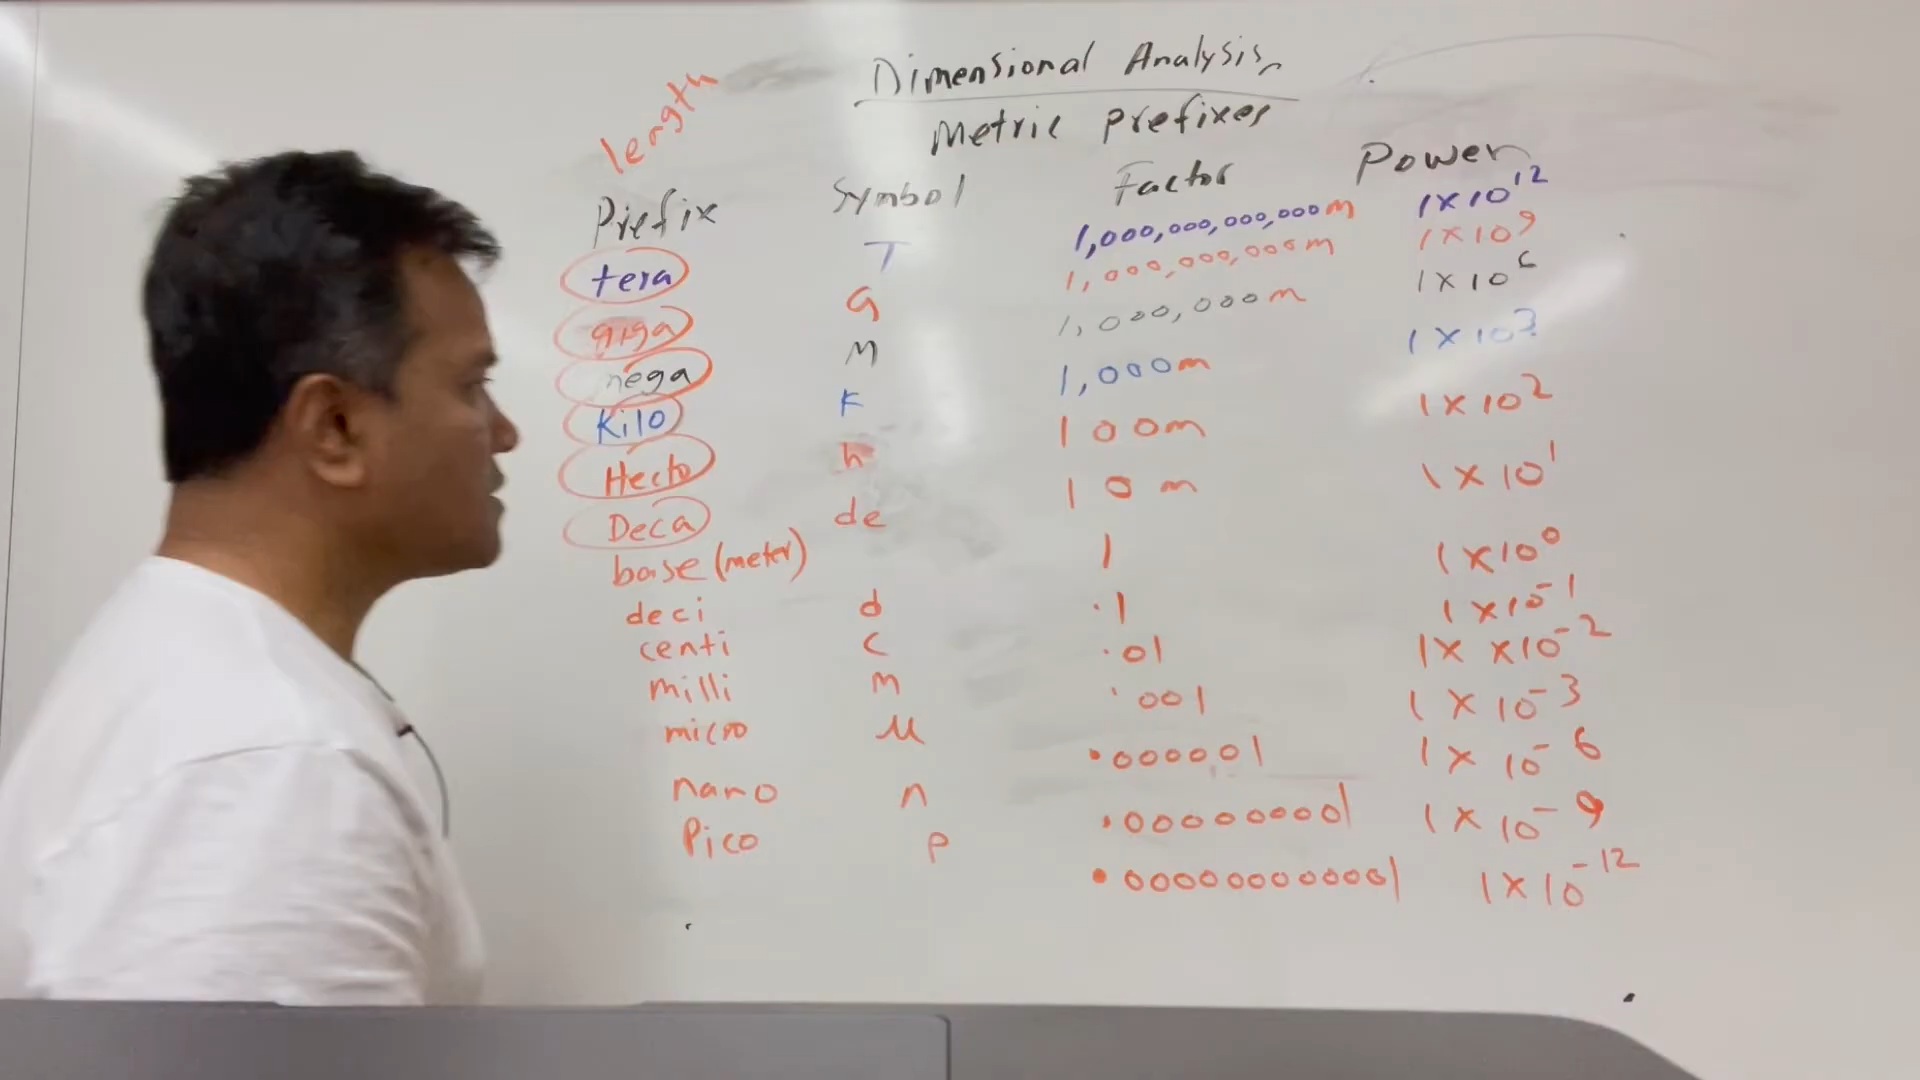 Dimensional Analysis
length
Metric Prefixes
Prefix Symbol Factor Power
tera T 1,000,000,000,000m 1x10^12
giga G 1,000,000,000m 1x10^9
mega M 1,000,000m 1x10^6
Kilo K 1,000m 1x10^3
Hecto h 100m 1x10^2
Deca de 10m 1x10^1
base (meter) 1 1x10^0
deci d .1 1x10^-1
centi c .01 1x x10^-2
milli m .001 1x10^-3
micro μ .000001 1x10^-6
nano n .000000001 1x10^-9
Pico p .000000000001 1x10^-12